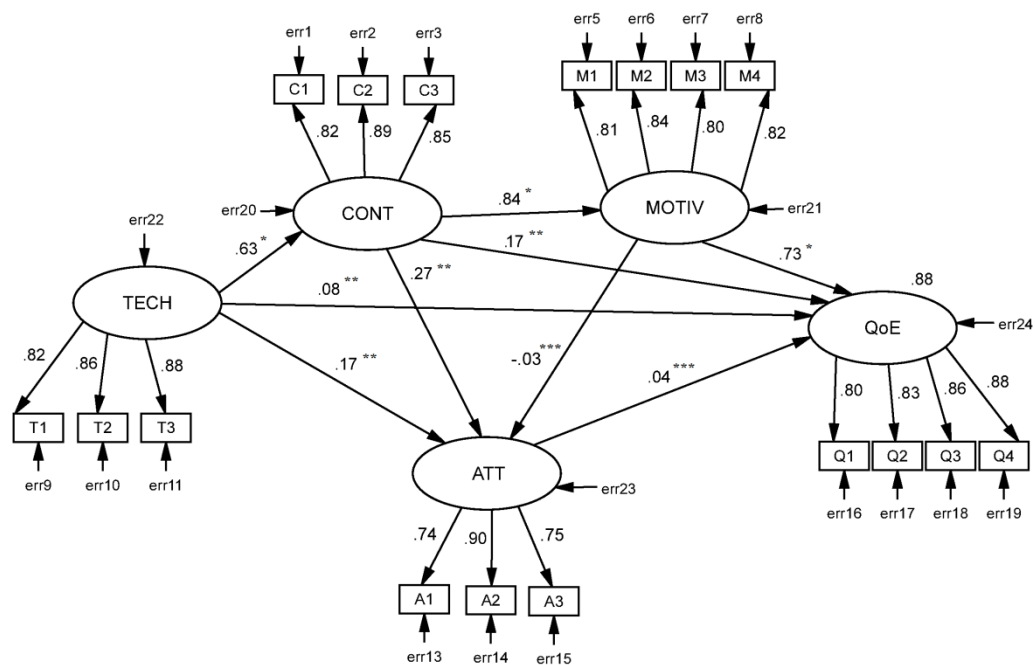 err1 err2 err3
err5 err6 err7 err8
C1 C2 C3
M1 M2 M3 M4
.82 .89 .85
.81 .84 .80 .82
err20
CONT
.84 *
MOTIV
err21
err22
.63 *
.17 **
.73 *
.27 **
.88
TECH
.08 **
QoE
err24
.82 .86 .88
.17 **
-.03 ***
.04 ***
.80 .83 .86 .88
T1 T2 T3
Q1 Q2 Q3 Q4
err9 err10 err11
ATT
err23
err16 err17 err18 err19
.74 .90 .75
A1 A2 A3
err13 err14 err15